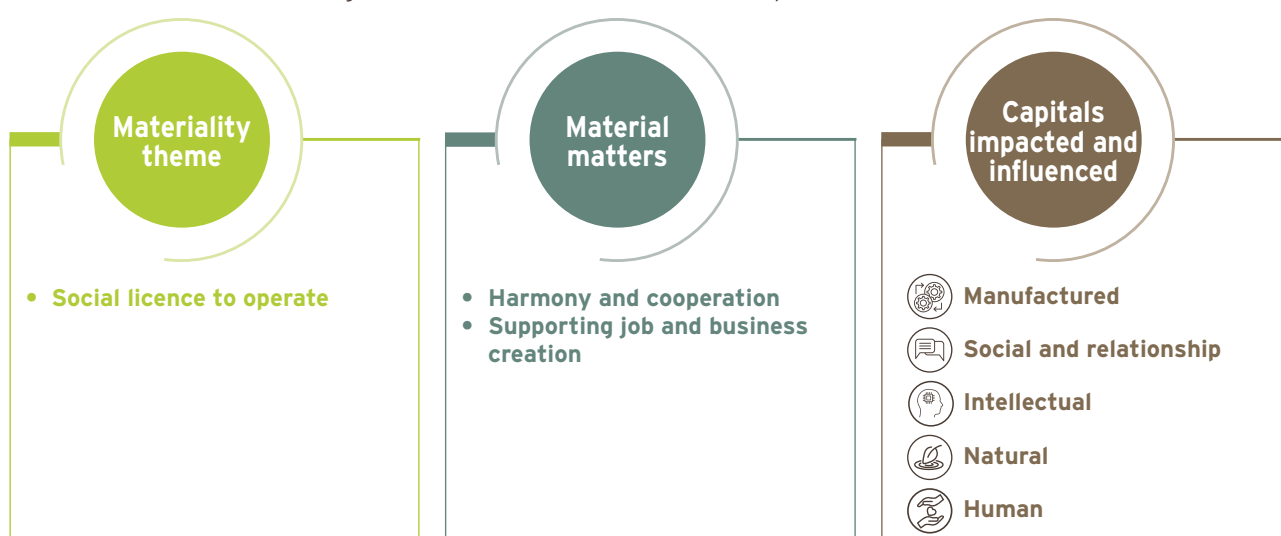 Materiality
theme
• Social licence to operate
Material
matters
• Harmony and cooperation
• Supporting job and business
creation
Capitals
impacted and
influenced
Manufactured
Social and relationship
Intellectual
Natural
Human